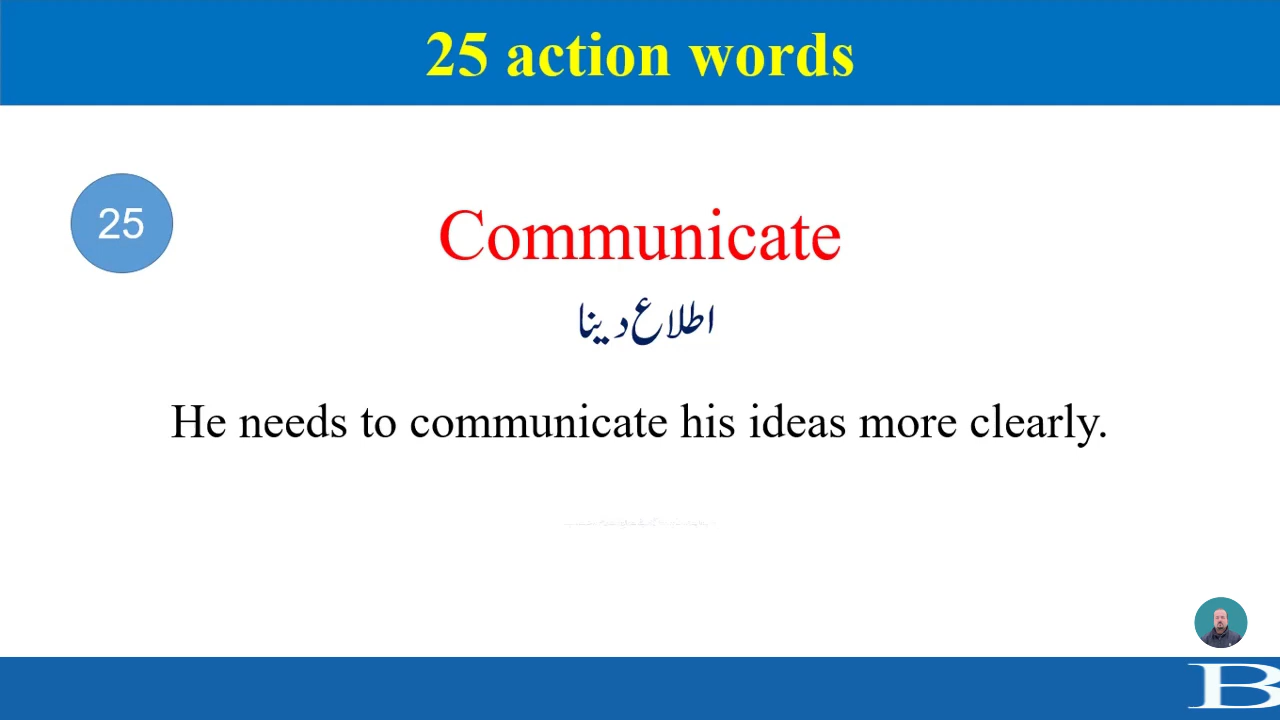 25 action words
25
Communicate
اطلاع دینا
He needs to communicate his ideas more clearly.
B